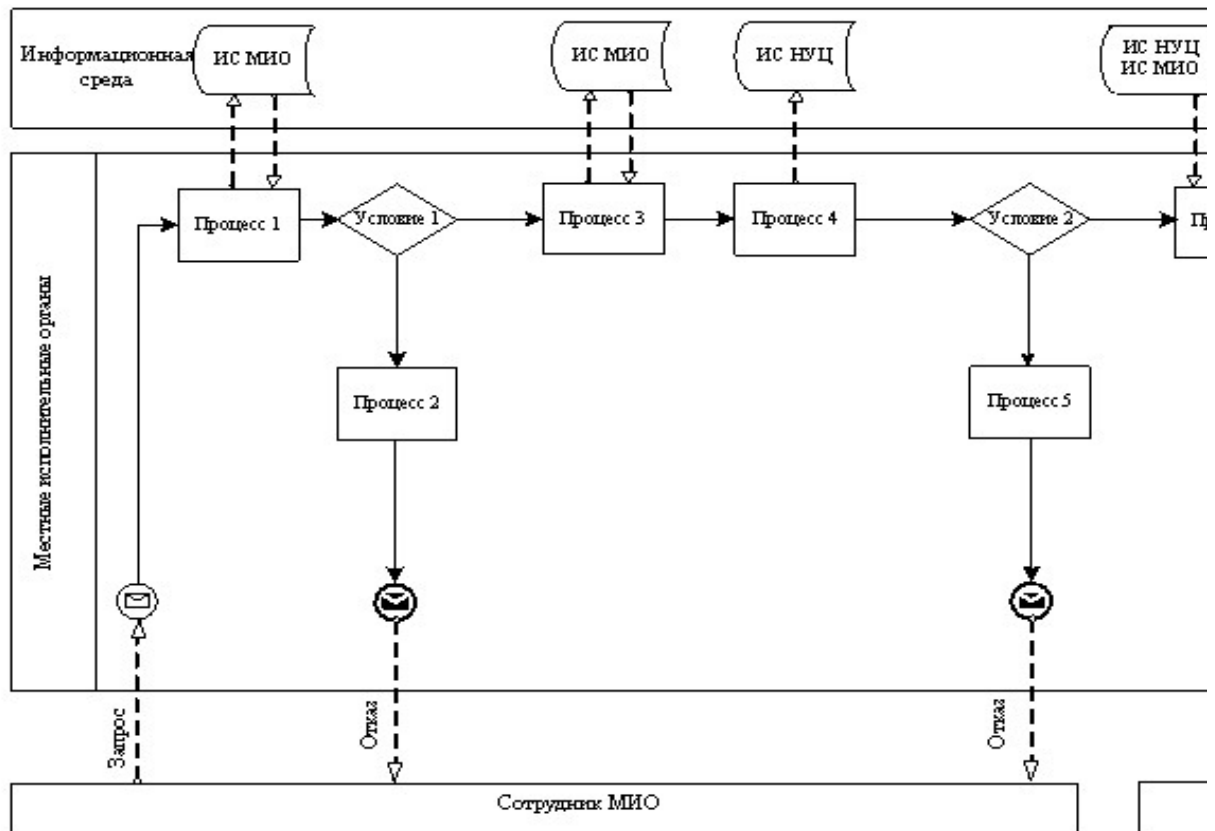 Информационная
среда
ИС МИО
ИС МИО
ИС НУЦ
ИС НУЦ
ИС МИО
Местные исполнительные органы
Процесс 1
Условие 1
Процесс 3
Процесс 4
Условие 2
Процесс 2
Процесс 5
Запрос
Отказ
Отказ
Сотрудник МИО